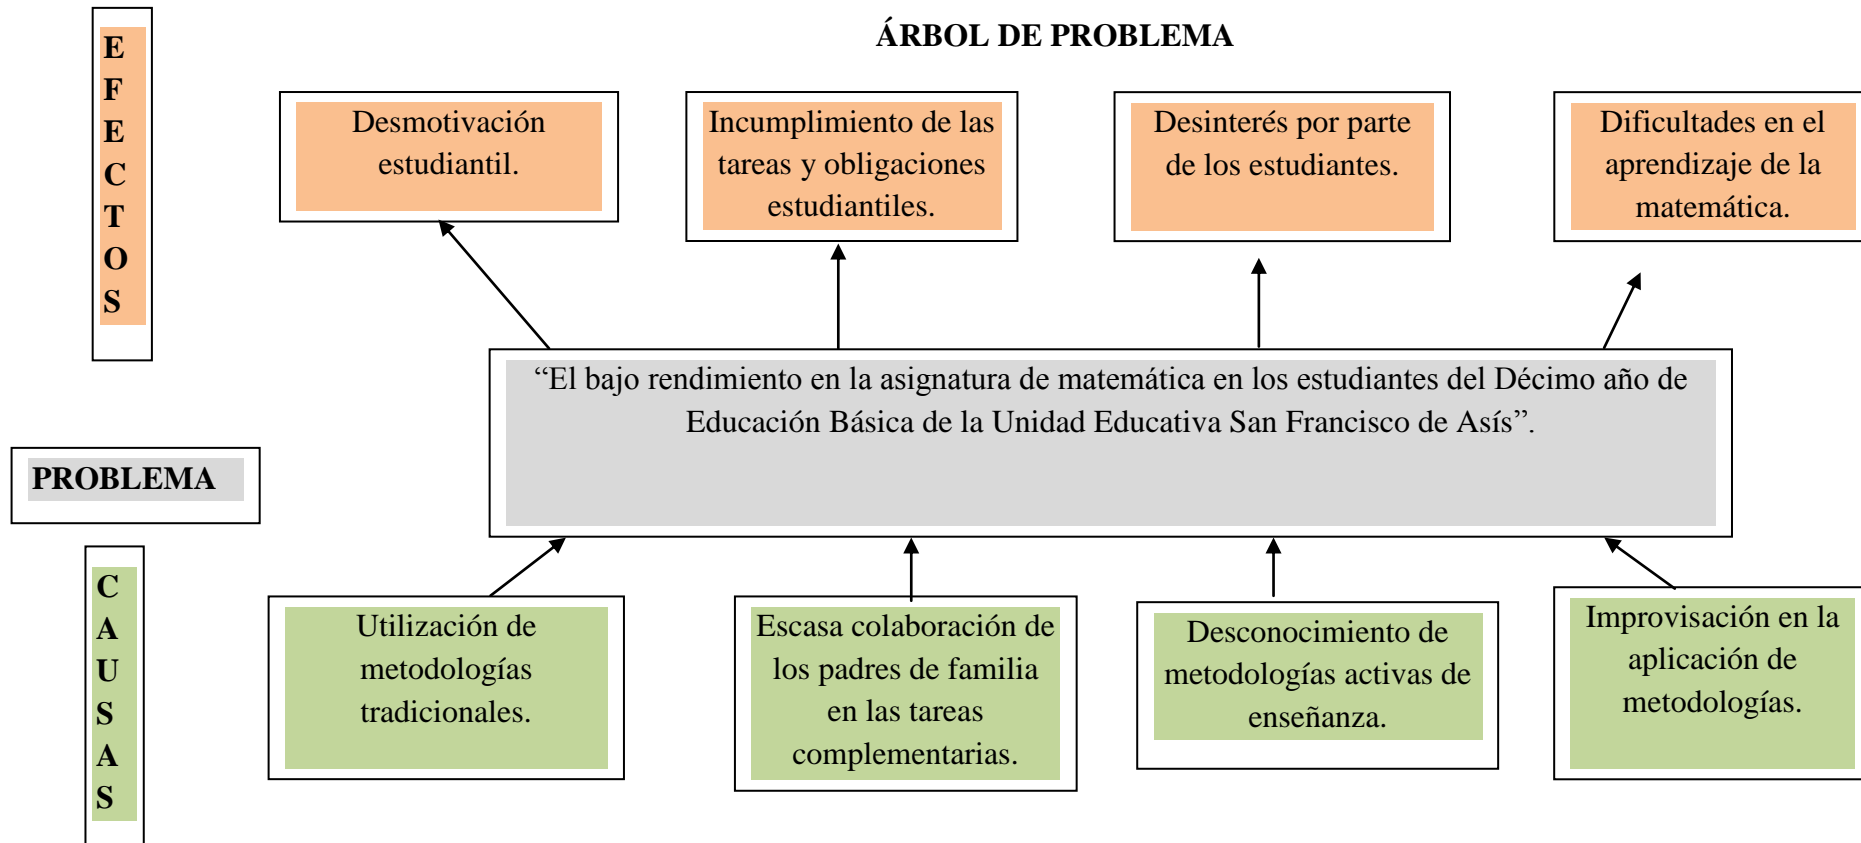 ÁRBOL DE PROBLEMA
E
F
E
C
T
O
S
Desmotivación
estudiantil.
Incumplimiento de las
tareas y obligaciones
estudiantiles.
Desinterés por parte
de los estudiantes.
Dificultades en el
aprendizaje de la
matemática.
“El bajo rendimiento en la asignatura de matemática en los estudiantes del Décimo año de
Educación Básica de la Unidad Educativa San Francisco de Asís”.
PROBLEMA
C
A
U
S
A
S
Utilización de
metodologías
tradicionales.
Escasa colaboración de
los padres de familia
en las tareas
complementarias.
Desconocimiento de
metodologías activas de
enseñanza.
Improvisación en la
aplicación de
metodologías.